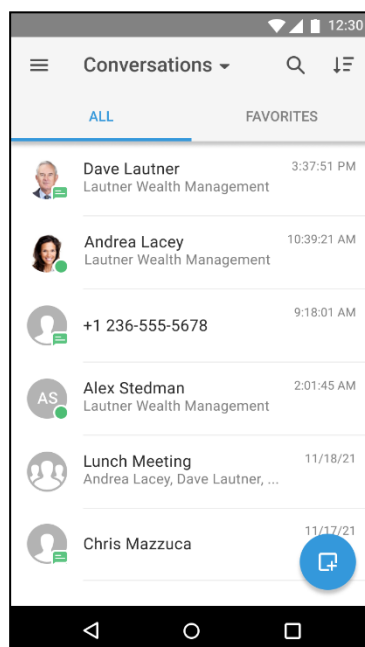 12:30
Conversations
ALL FAVORITES
Dave Lautner 3:37:51 PM
Lautner Wealth Management
Andrea Lacey 10:39:21 AM
Lautner Wealth Management
+1 236-555-5678 9:18:01 AM
AS Alex Stedman 2:01:45 AM
Lautner Wealth Management
Lunch Meeting 11/18/21
Andrea Lacey, Dave Lautner, ...
Chris Mazzuca 11/17/21